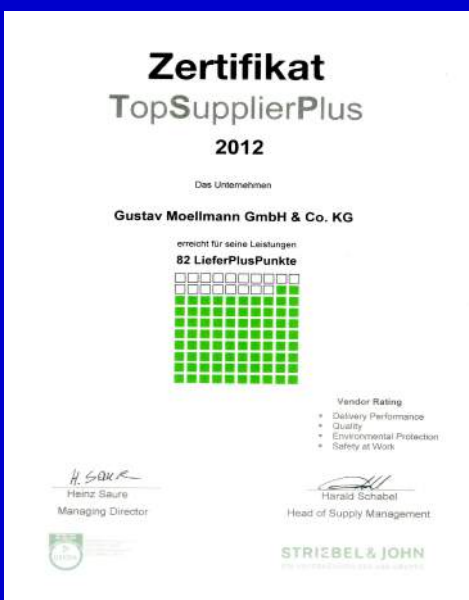 Zertifikat
TopSupplierPlus
2012
Das Unternehmen
Gustav Moellmann GmbH & Co. KG
erreicht für seine Leistungen
82 LieferPlusPunkte
Vendor Rating
• Delivery Performance
• Quality
• Environmental Protection
• Safety at Work
H. Saure
Heinz Saure
Managing Director
Harald Schabel
Head of Supply Management
STRIEBEL & JOHN